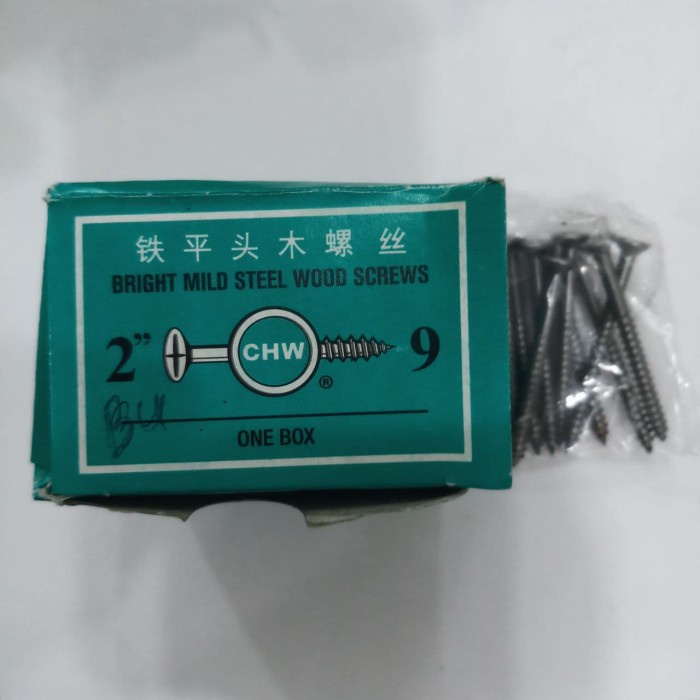 铁平头木螺丝
BRIGHT MILD STEEL WOOD SCREWS
2” CHW ® 9
ONE BOX